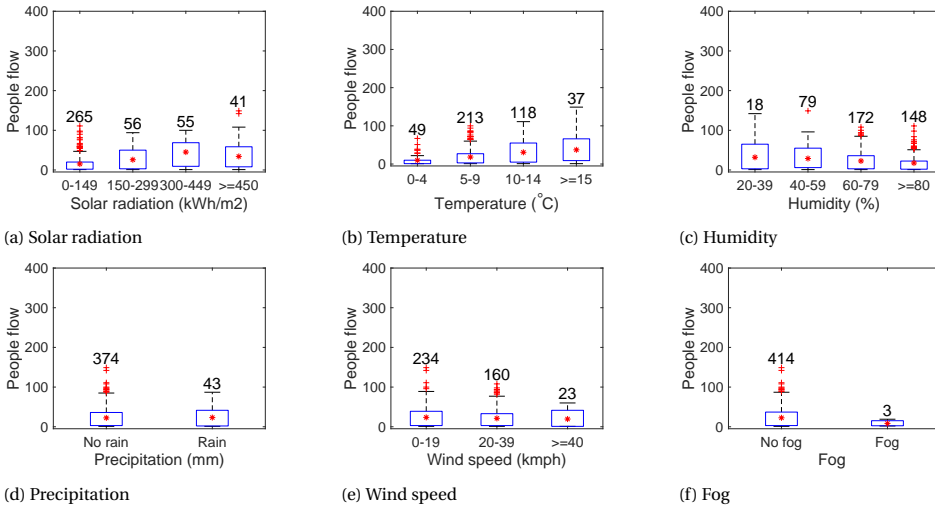 400
300
200
100
0
People flow
265
56
55
41
0-149 150-299 300-449 >=450
Solar radiation (kWh/m2)
(a) Solar radiation
400
300
200
100
0
People flow
49
213
118
37
0-4 5-9 10-14 >=15
Temperature (°C)
(b) Temperature
400
300
200
100
0
People flow
18
79
172
148
20-39 40-59 60-79 >=80
Humidity (%)
(c) Humidity
400
300
200
100
0
People flow
374
43
No rain Rain
Precipitation (mm)
(d) Precipitation
400
300
200
100
0
People flow
234
160
23
0-19 20-39 >=40
Wind speed (kmph)
(e) Wind speed
400
300
200
100
0
People flow
414
3
No fog Fog
Fog
(f) Fog